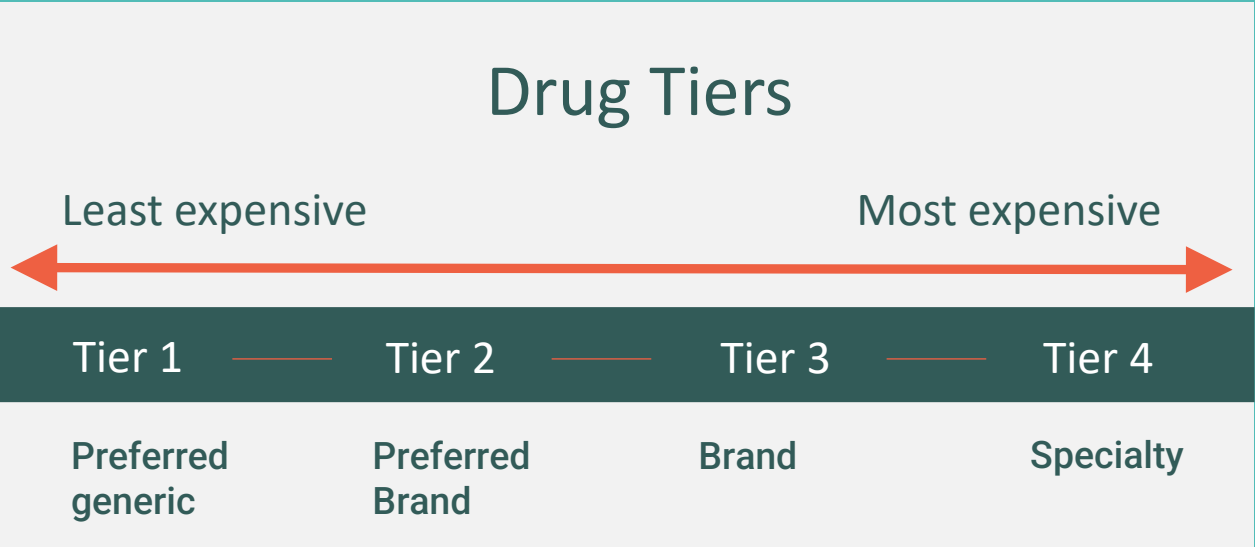 Drug Tiers
Least expensive
Most expensive
Tier 1
Tier 2
Tier 3
Tier 4
Preferred
generic
Preferred
Brand
Brand
Specialty